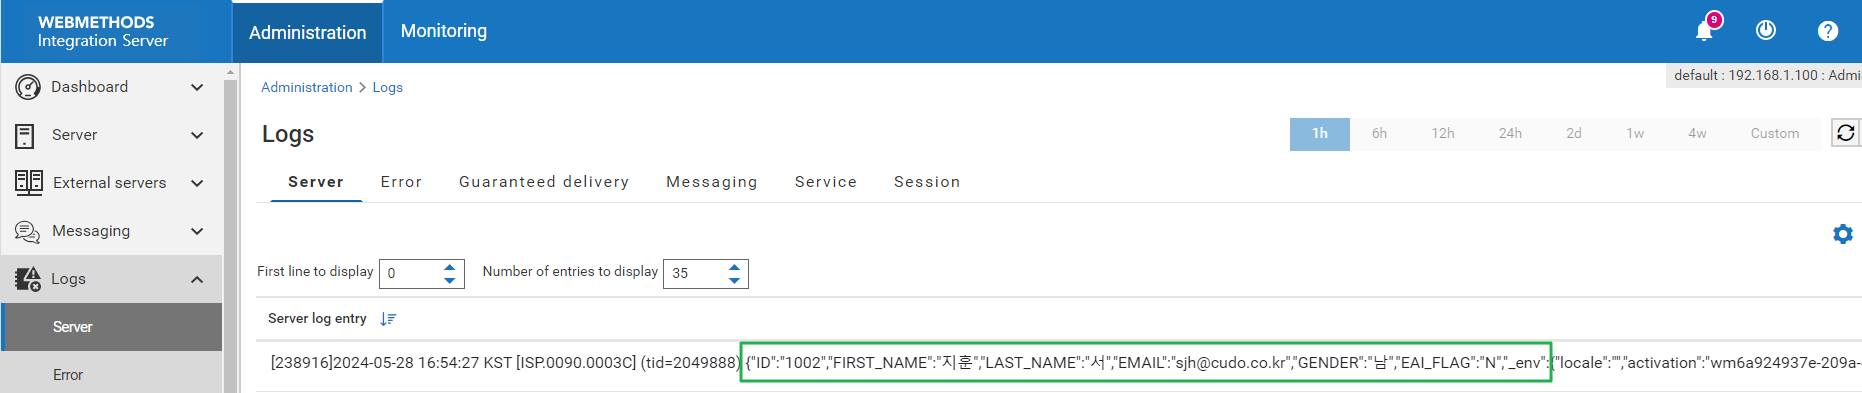 WEBMETHODS
Integration Server
Administration
Monitoring
9
?
default : 192.168.1.100 : Admi
Dashboard
Server
External servers
Messaging
Logs
Server
Error
Administration > Logs
Logs
1h 6h 12h 24h 2d 1w 4w Custom
Server Error Guaranteed delivery Messaging Service Session
First line to display 0 Number of entries to display 35
Server log entry
[238916]2024-05-28 16:54:27 KST [ISP.0090.0003C] (tid=2049888) {"ID":"1002","FIRST_NAME":"지훈","LAST_NAME":"서","EMAIL":"sjh@cudo.co.kr","GENDER":"남","EAI_FLAG":"N","_env":{"locale":"","activation":"wm6a924937e-209a-